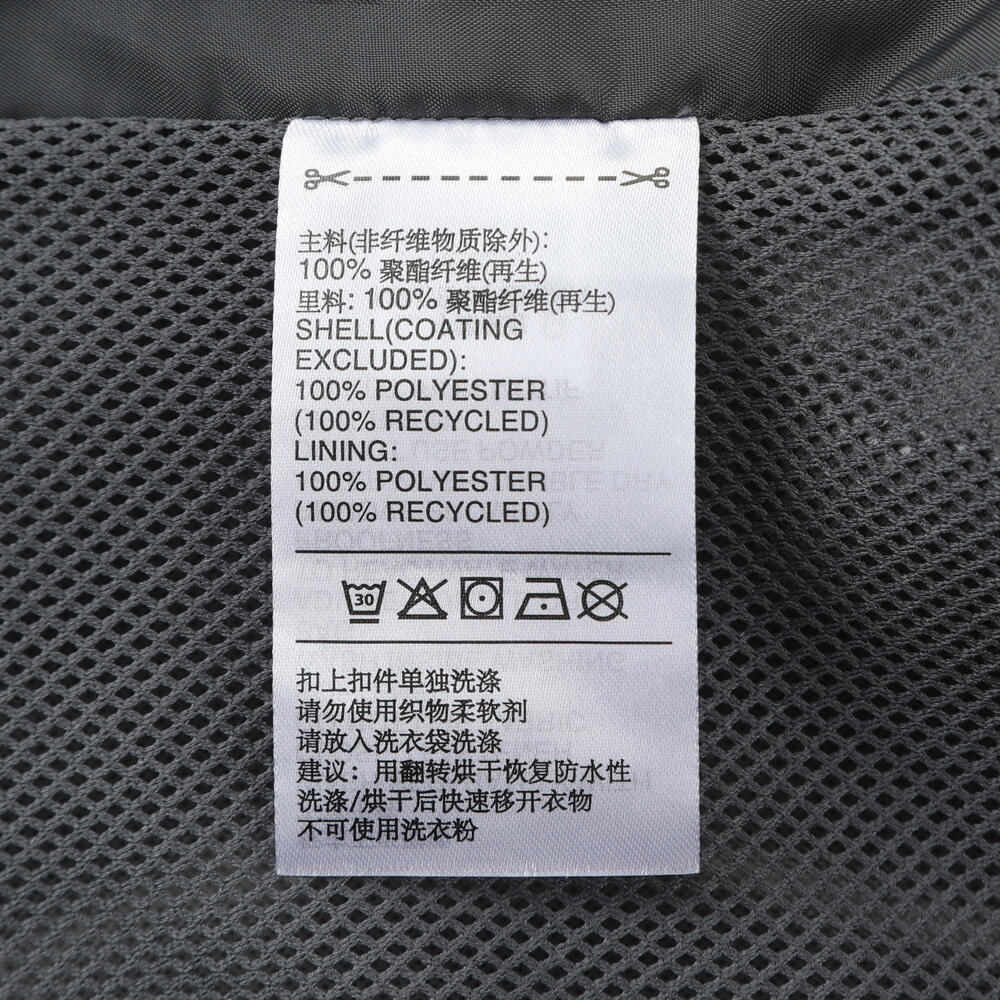 主料(非纤维物质除外):
100% 聚酯纤维(再生)
里料: 100% 聚酯纤维(再生)
SHELL(COATING
EXCLUDED):
100% POLYESTER
(100% RECYCLED)
LINING:
100% POLYESTER
(100% RECYCLED)
30
扣上扣件单独洗涤
请勿使用织物柔软剂
请放入洗衣袋洗涤
建议: 用翻转烘干恢复防水性
洗涤/烘干后快速移开衣物
不可使用洗衣粉